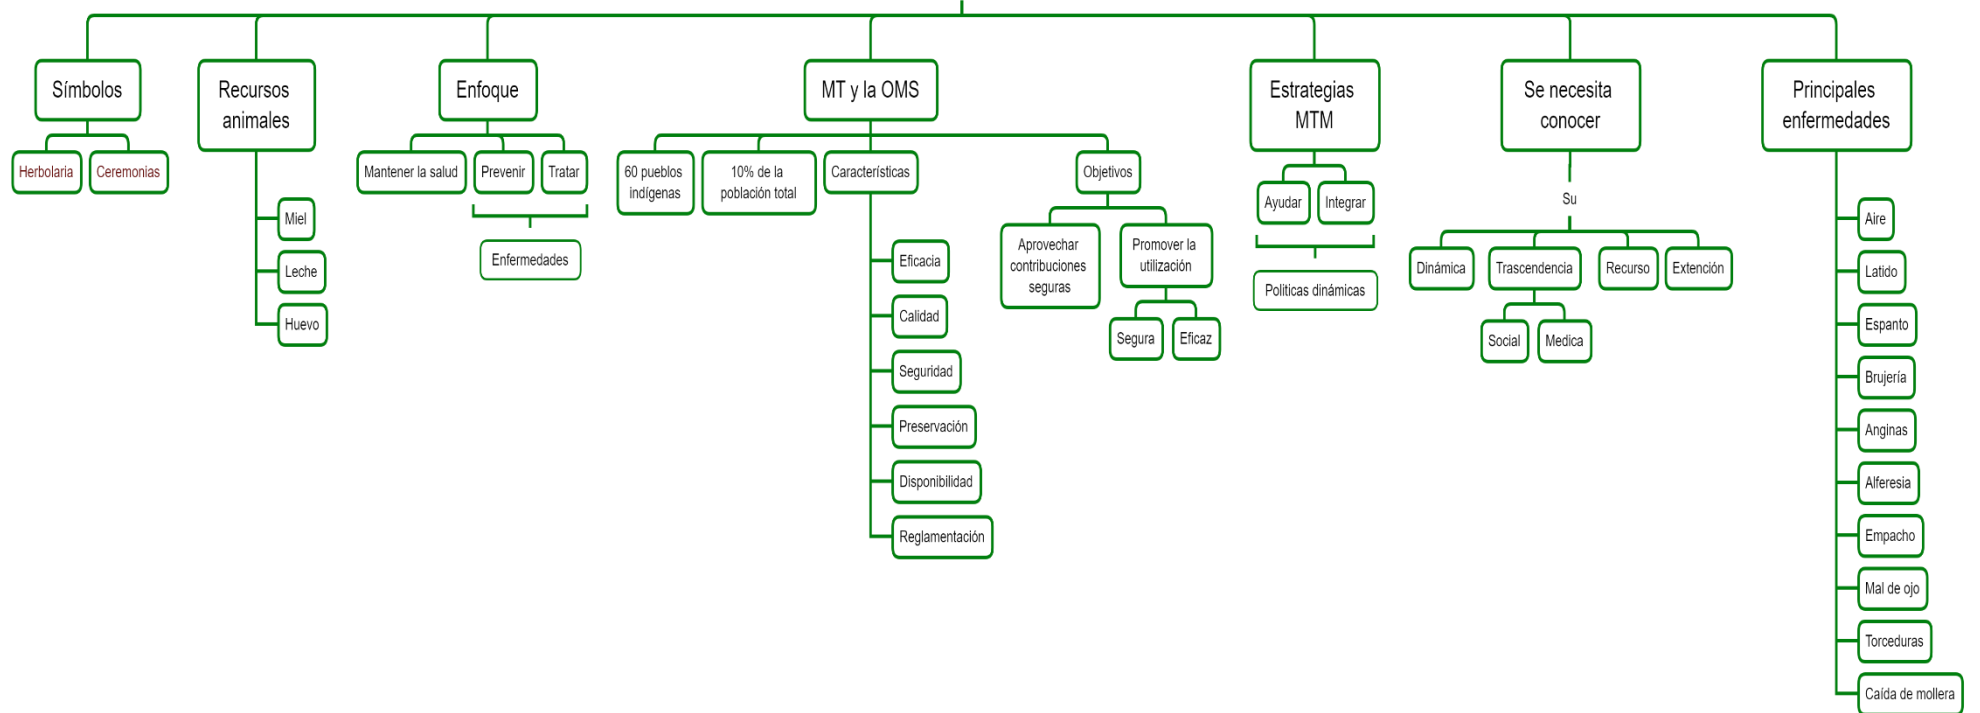 Símbolos
Herbolaria
Ceremonias
Recursos
animales
Miel
Leche
Huevo
Enfoque
Mantener la salud
Prevenir
Tratar
Enfermedades
MT y la OMS
60 pueblos
indígenas
10% de la
población total
Características
Eficacia
Calidad
Seguridad
Preservación
Disponibilidad
Reglamentación
Objetivos
Aprovechar
contribuciones
seguras
Promover la
utilización
Segura
Eficaz
Estrategias
MTM
Ayudar
Integrar
Politicas dinámicas
Se necesita
conocer
Su
Dinámica
Trascendencia
Social
Medica
Recurso
Extención
Principales
enfermedades
Aire
Latido
Espanto
Brujería
Anginas
Alferesia
Empacho
Mal de ojo
Torceduras
Caída de mollera